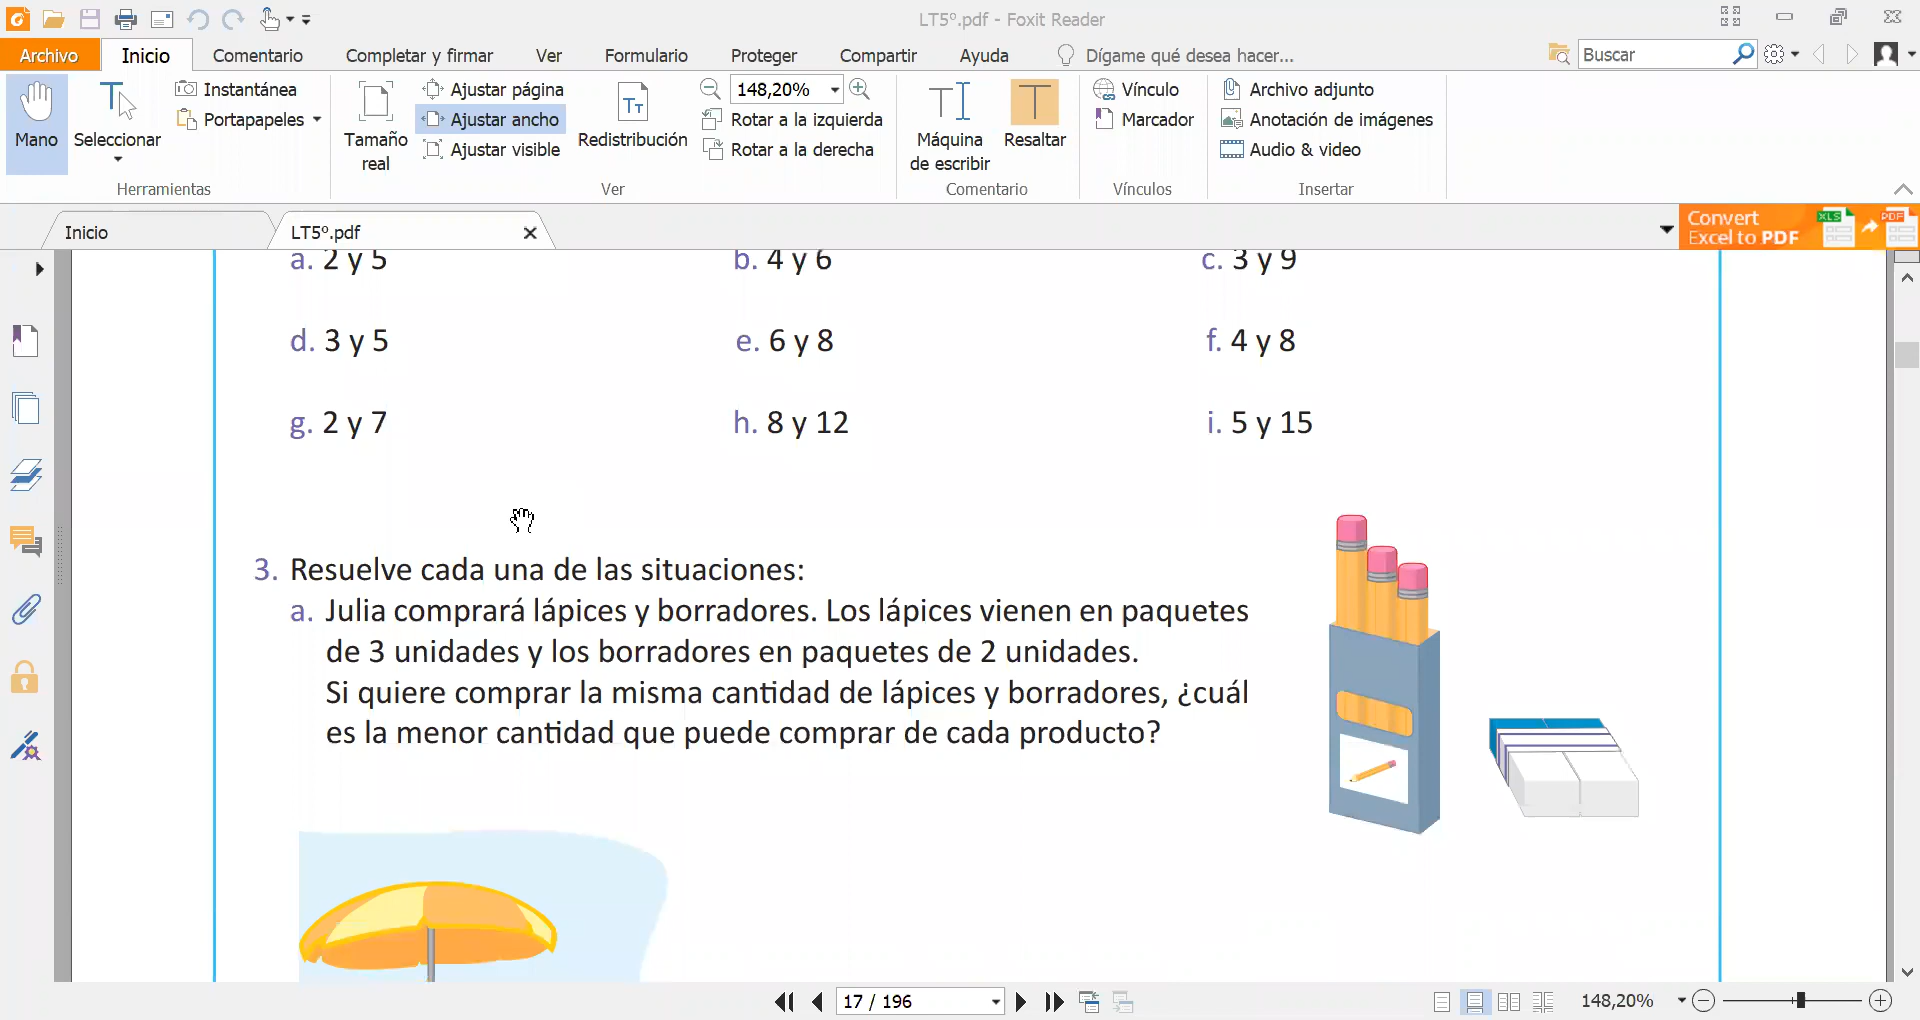 LT5º.pdf - Foxit Reader
Archivo Inicio Comentario Completar y firmar Ver Formulario Proteger Compartir Ayuda Dígame qué desea hacer... Buscar
Mano
Seleccionar
Instantánea
Portapapeles
Herramientas
Tamaño
real
Ajustar página
Ajustar ancho
Ajustar visible
Redistribución
148,20%
Rotar a la izquierda
Rotar a la derecha
Ver
Máquina
de escribir
Resaltar
Comentario
Vínculo
Marcador
Vínculos
Archivo adjunto
Anotación de imágenes
Audio & video
Insertar
Inicio LT5º.pdf
Convert
Excel to PDF
XLS PDF
a. 2 y 5 b. 4 y 6 c. 3 y 9
d. 3 y 5 e. 6 y 8 f. 4 y 8
g. 2 y 7 h. 8 y 12 i. 5 y 15
3. Resuelve cada una de las situaciones:
a. Julia comprará lápices y borradores. Los lápices vienen en paquetes
de 3 unidades y los borradores en paquetes de 2 unidades.
Si quiere comprar la misma cantidad de lápices y borradores, ¿cuál
es la menor cantidad que puede comprar de cada producto?
17 / 196
148,20%